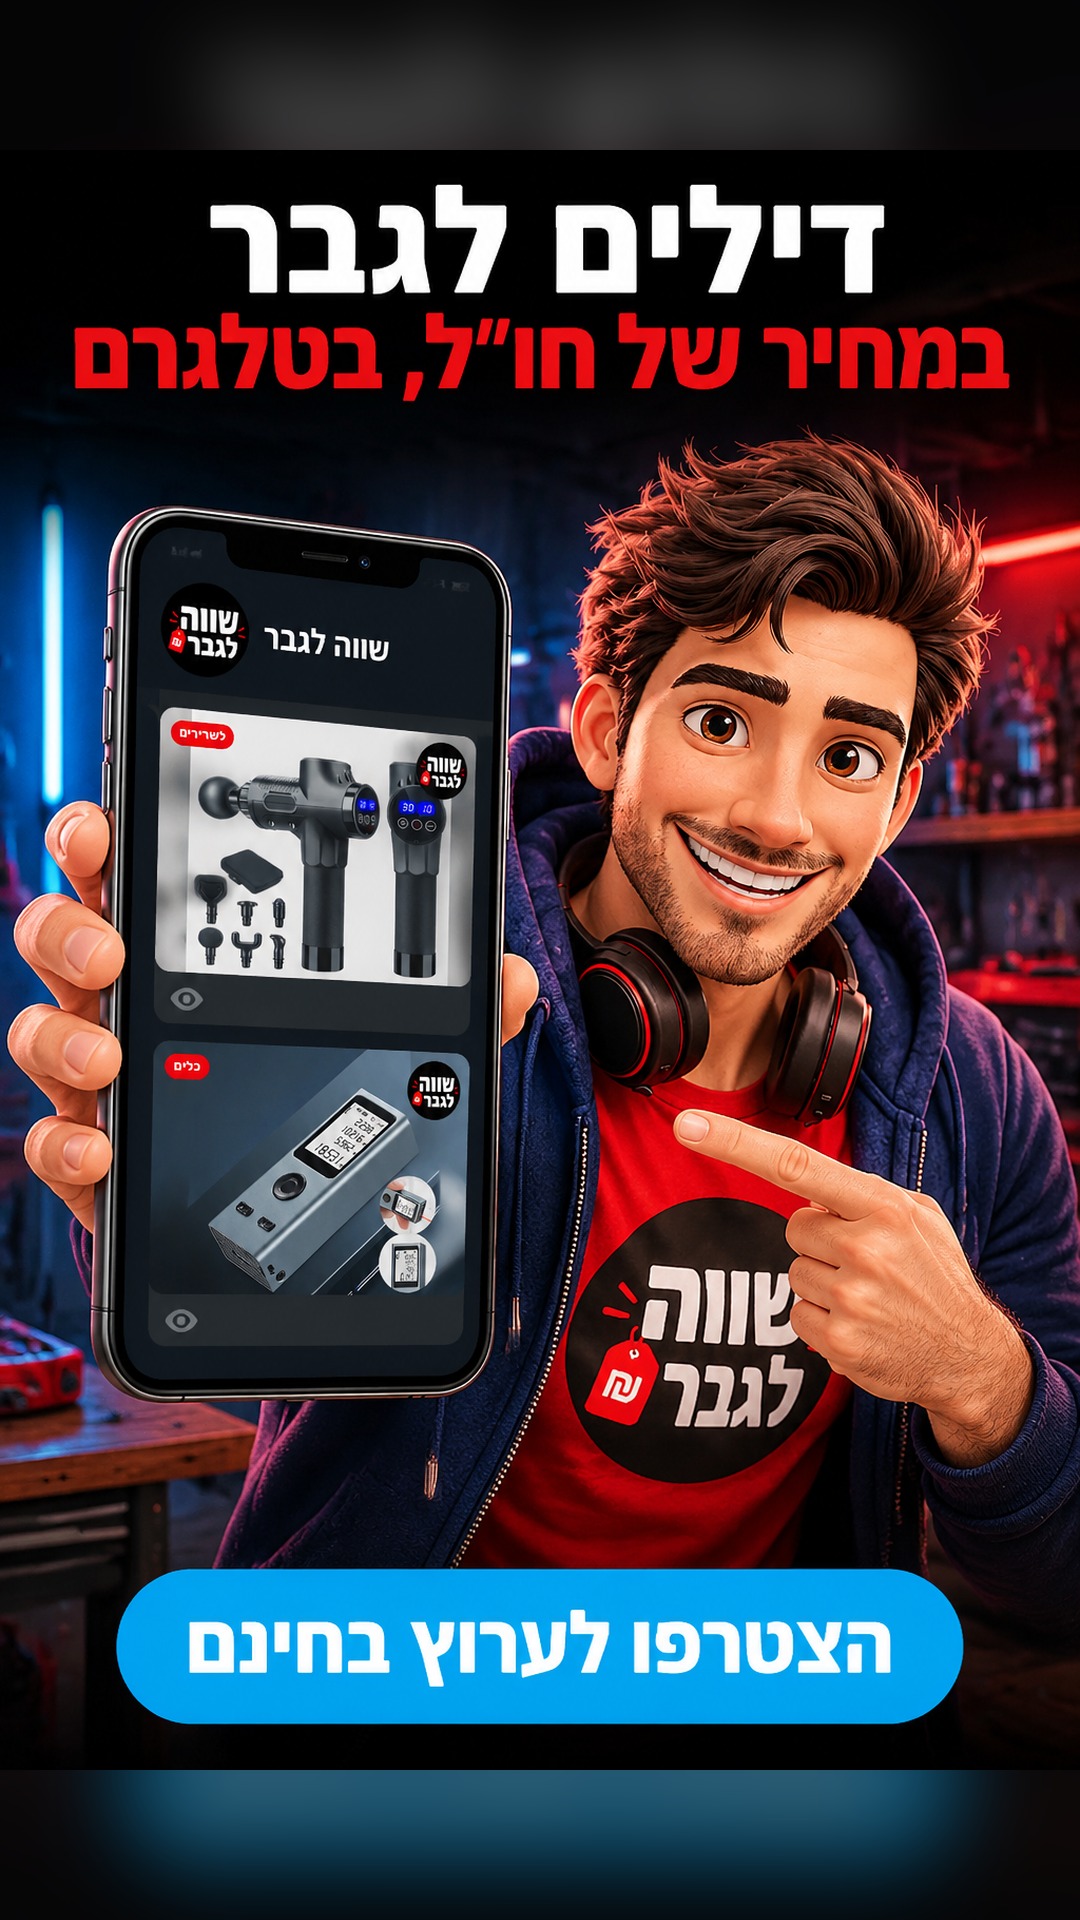 דילים לגבר
במחיר של חו"ל, בטלגרם
שווה
לגבר
שווה לגבר
לשרירים
שווה
לגבר
כלים
שווה
לגבר
שווה
לגבר
₪
הצטרפו לערוץ בחינם